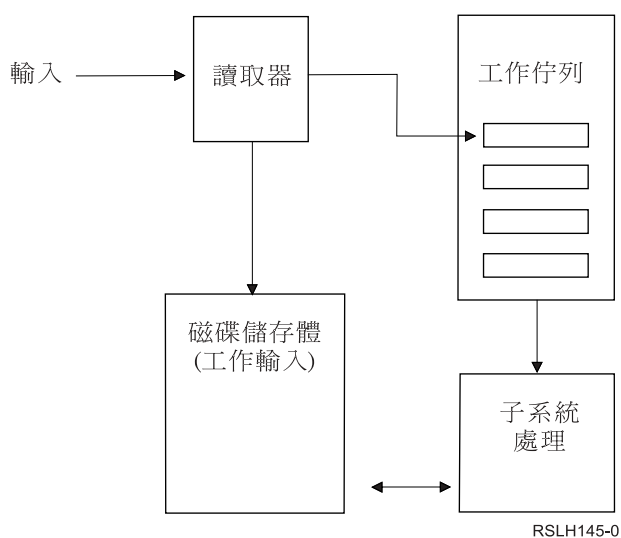 輸入
讀取器
工作佇列
磁碟儲存體
(工作輸入)
子系統
處理
RSLH145-0